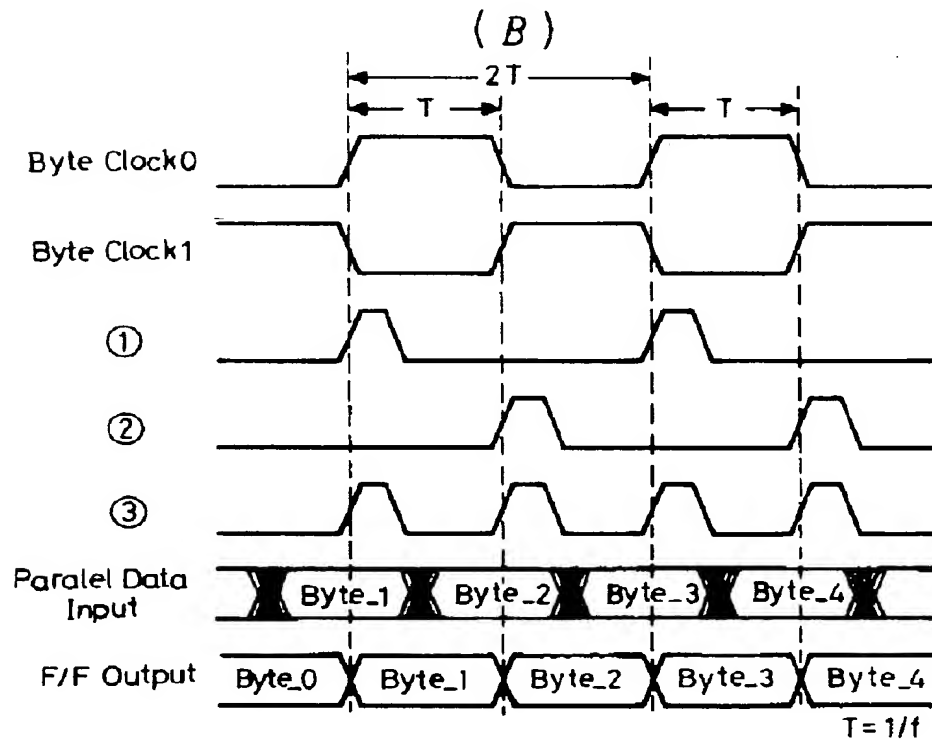 ( B )
2T
T T
Byte Clock0
Byte Clock1
①
②
③
Paralel Data
Input
Byte_1 Byte_2 Byte_3 Byte_4
F/F Output
Byte_0 Byte_1 Byte_2 Byte_3 Byte_4
T=1/f